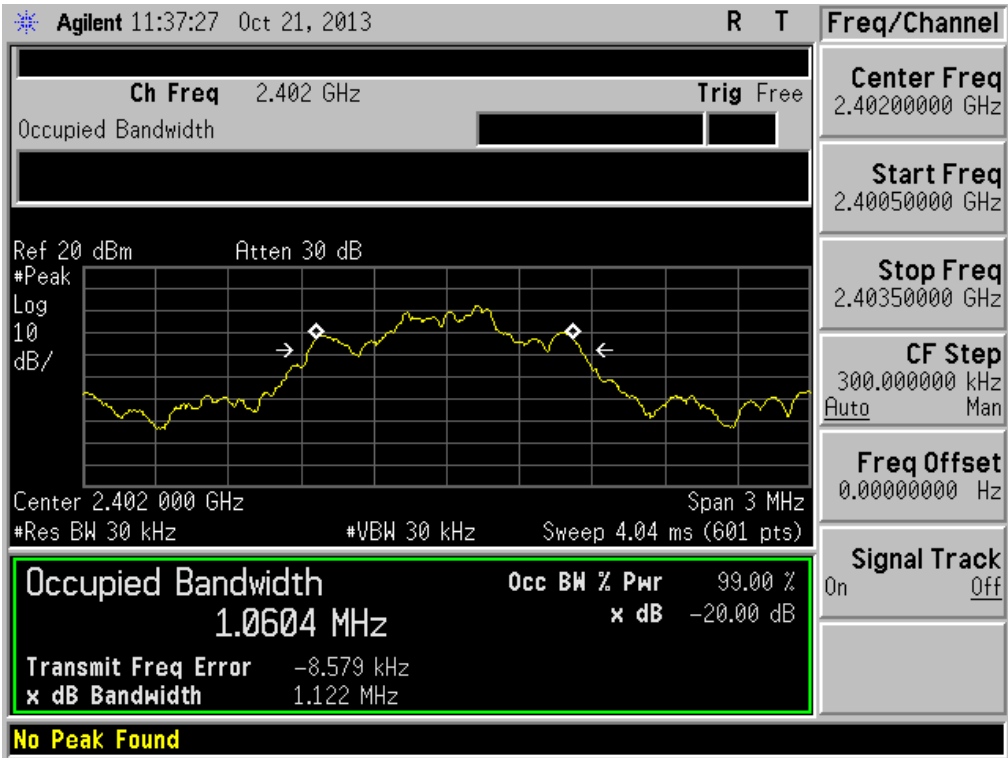 Agilent 11:37:27 Oct 21, 2013 R T
Ch Freq 2.402 GHz Trig Free
Occupied Bandwidth
Ref 20 dBm Atten 30 dB
#Peak
Log
10
dB/
Center 2.402 000 GHz Span 3 MHz
#Res BW 30 kHz #VBW 30 kHz Sweep 4.04 ms (601 pts)
Occupied Bandwidth Occ BW % Pwr 99.00 %
1.0604 MHz x dB -20.00 dB
Transmit Freq Error -8.579 kHz
x dB Bandwidth 1.122 MHz
No Peak Found
Freq/Channel
Center Freq
2.40200000 GHz
Start Freq
2.40050000 GHz
Stop Freq
2.40350000 GHz
CF Step
300.000000 kHz
Auto Man
Freq Offset
0.00000000 Hz
Signal Track
On Off